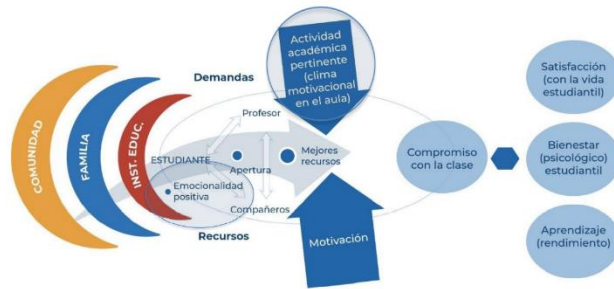 COMUNIDAD
FAMILIA
INST. EDUC.
Demandas
Profesor
ESTUDIANTE
Apertura
Emocionalidad
positiva
Compañeros
Recursos
Actividad
académica
pertinente
(clima
motivacional
en el aula)
Mejores
recursos
Motivación
Compromiso
con la clase
Satisfacción
(con la vida
estudiantil)
Bienestar
(psicológico)
estudiantil
Aprendizaje
(rendimiento)